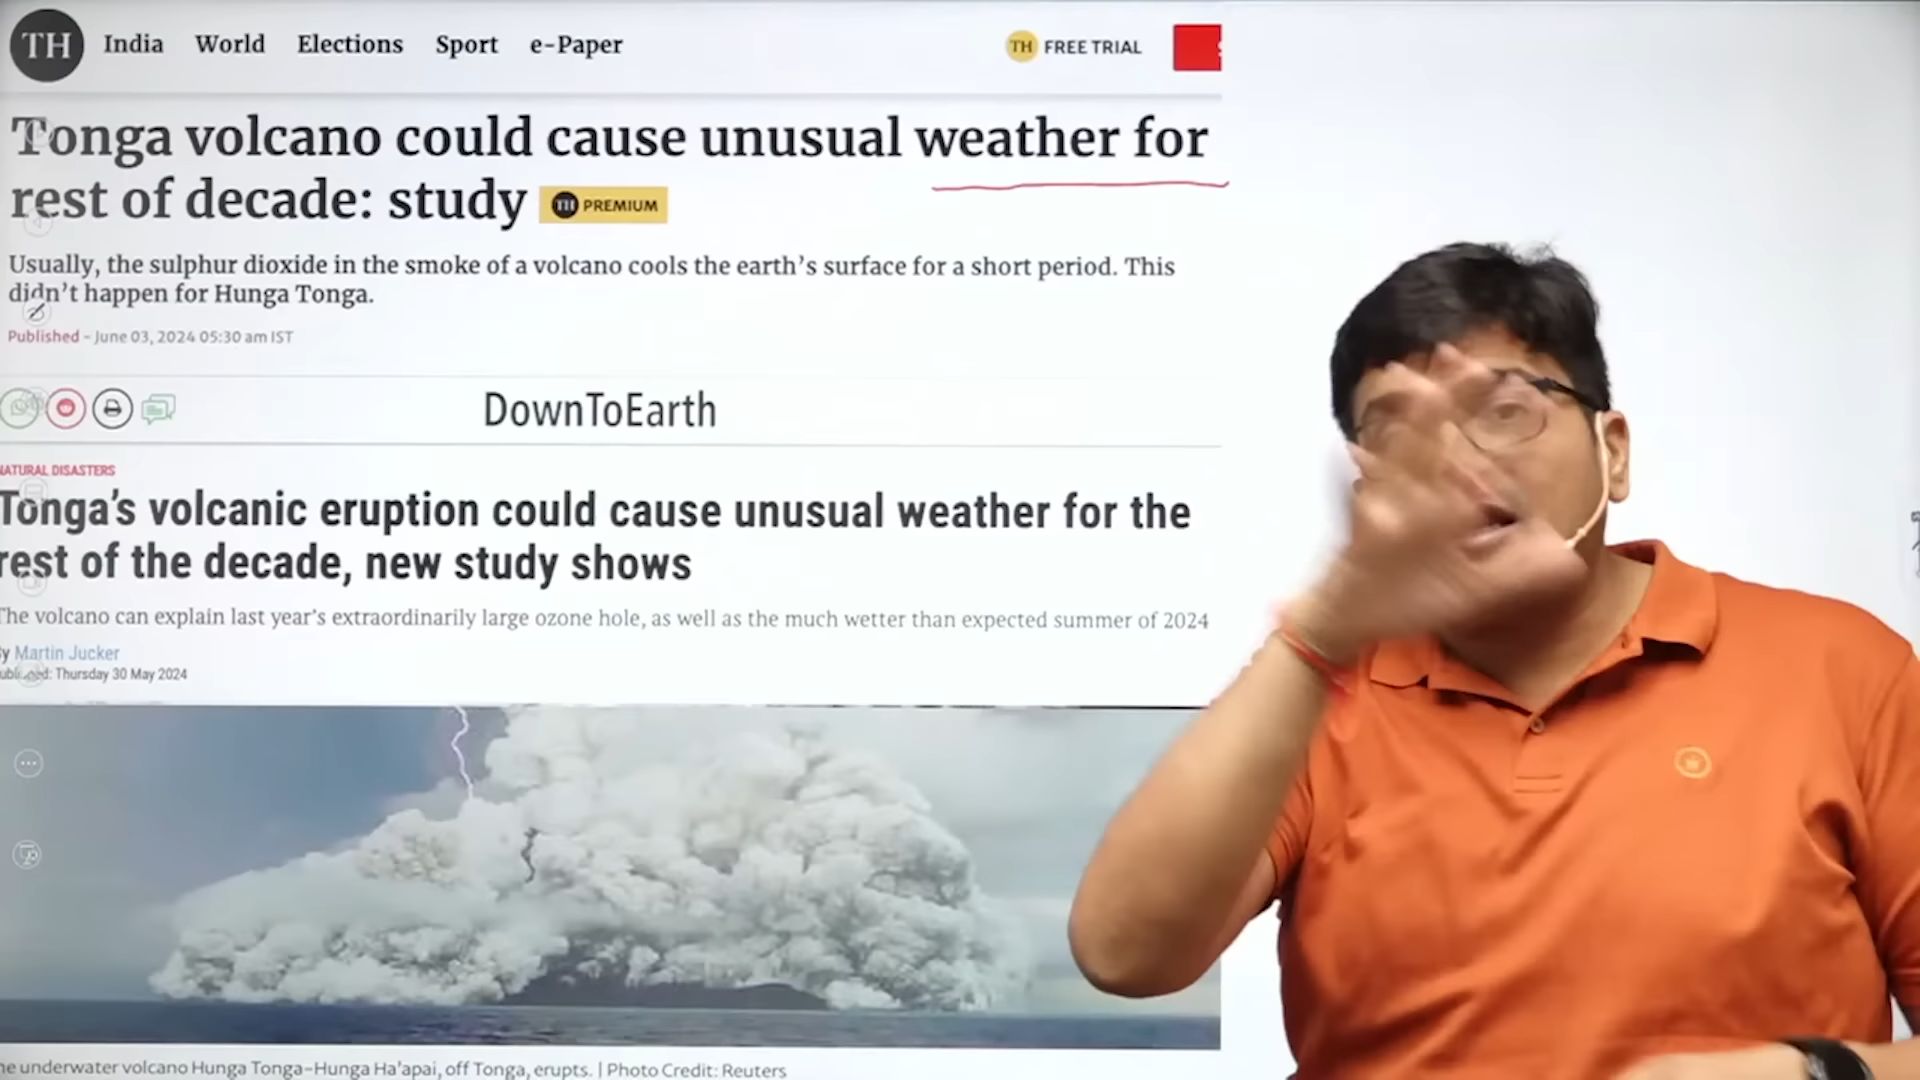 TH India World Elections Sport e-Paper TH FREE TRIAL
Tonga volcano could cause unusual weather for
rest of decade: study TH PREMIUM
Usually, the sulphur dioxide in the smoke of a volcano cools the earth's surface for a short period. This
didn't happen for Hunga Tonga.
Published - June 03, 2024 05:30 am IST
DownToEarth
NATURAL DISASTERS
Tonga's volcanic eruption could cause unusual weather for the
rest of the decade, new study shows
The volcano can explain last year's extraordinarily large ozone hole, as well as the much wetter than expected summer of 2024
By Martin Jucker
Published: Thursday 30 May 2024
The underwater volcano Hunga Tonga-Hunga Ha'apai, off Tonga, erupts. | Photo Credit: Reuters